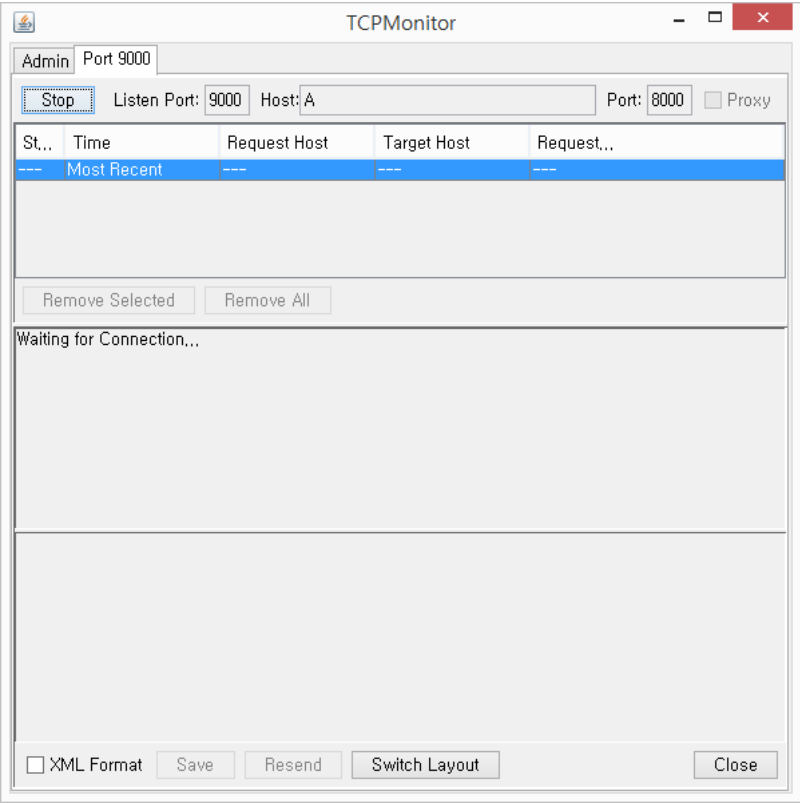 TCPMonitor
Admin Port 9000
Stop Listen Port: 9000 Host: A Port: 8000 Proxy
St... Time Request Host Target Host Request...
--- Most Recent --- --- ---
Remove Selected Remove All
Waiting for Connection...
XML Format Save Resend Switch Layout Close